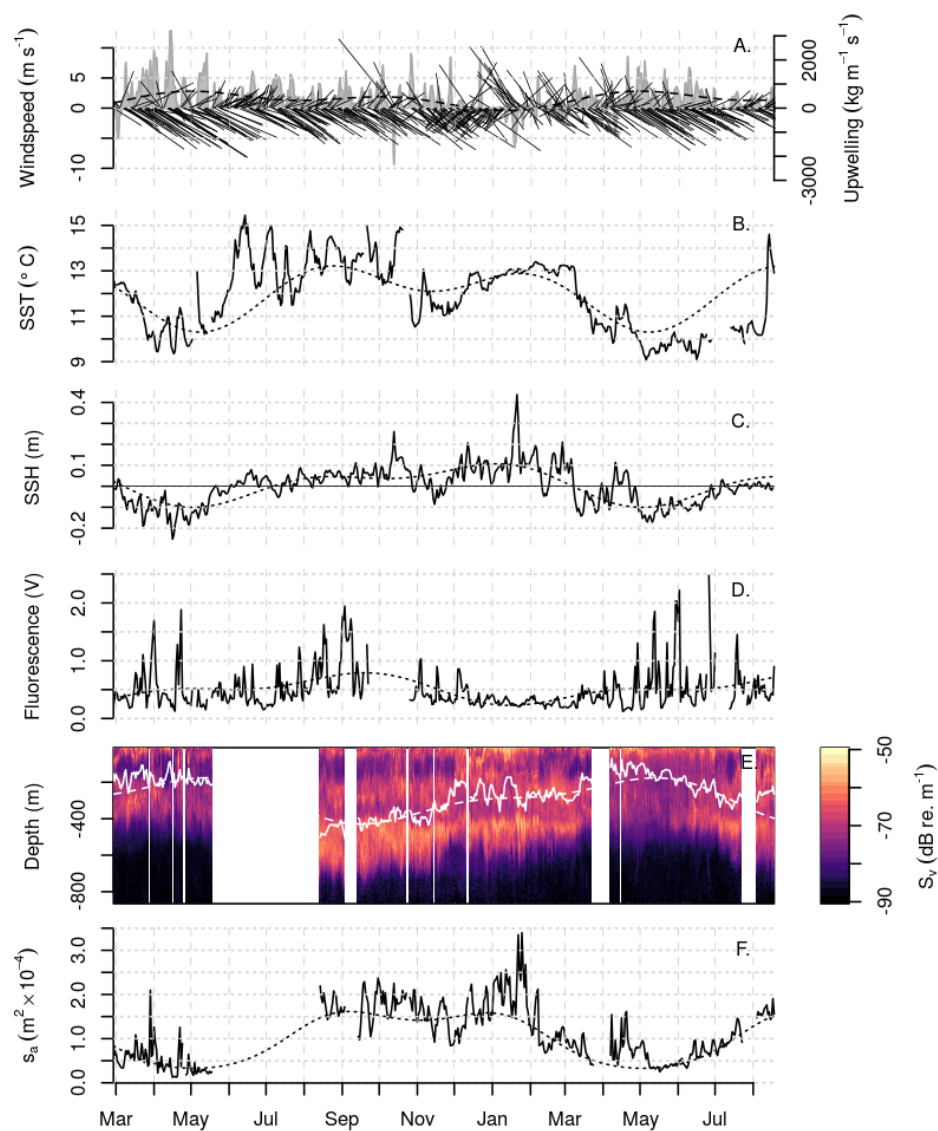 A.
Windspeed (m s⁻¹)
5
0
-10
2000
0
-3000
Upwelling (kg m⁻¹ s⁻¹)
B.
SST (° C)
15
13
11
9
C.
SSH (m)
0.4
0.1
-0.2
D.
Fluorescence (V)
2.0
1.0
0.0
E.
Depth (m)
-400
-800
-50
-70
-90
Sᵥ (dB re. m⁻¹)
F.
sₐ (m² × 10⁻⁴)
3.0
2.0
1.0
0.0
Mar May Jul Sep Nov Jan Mar May Jul